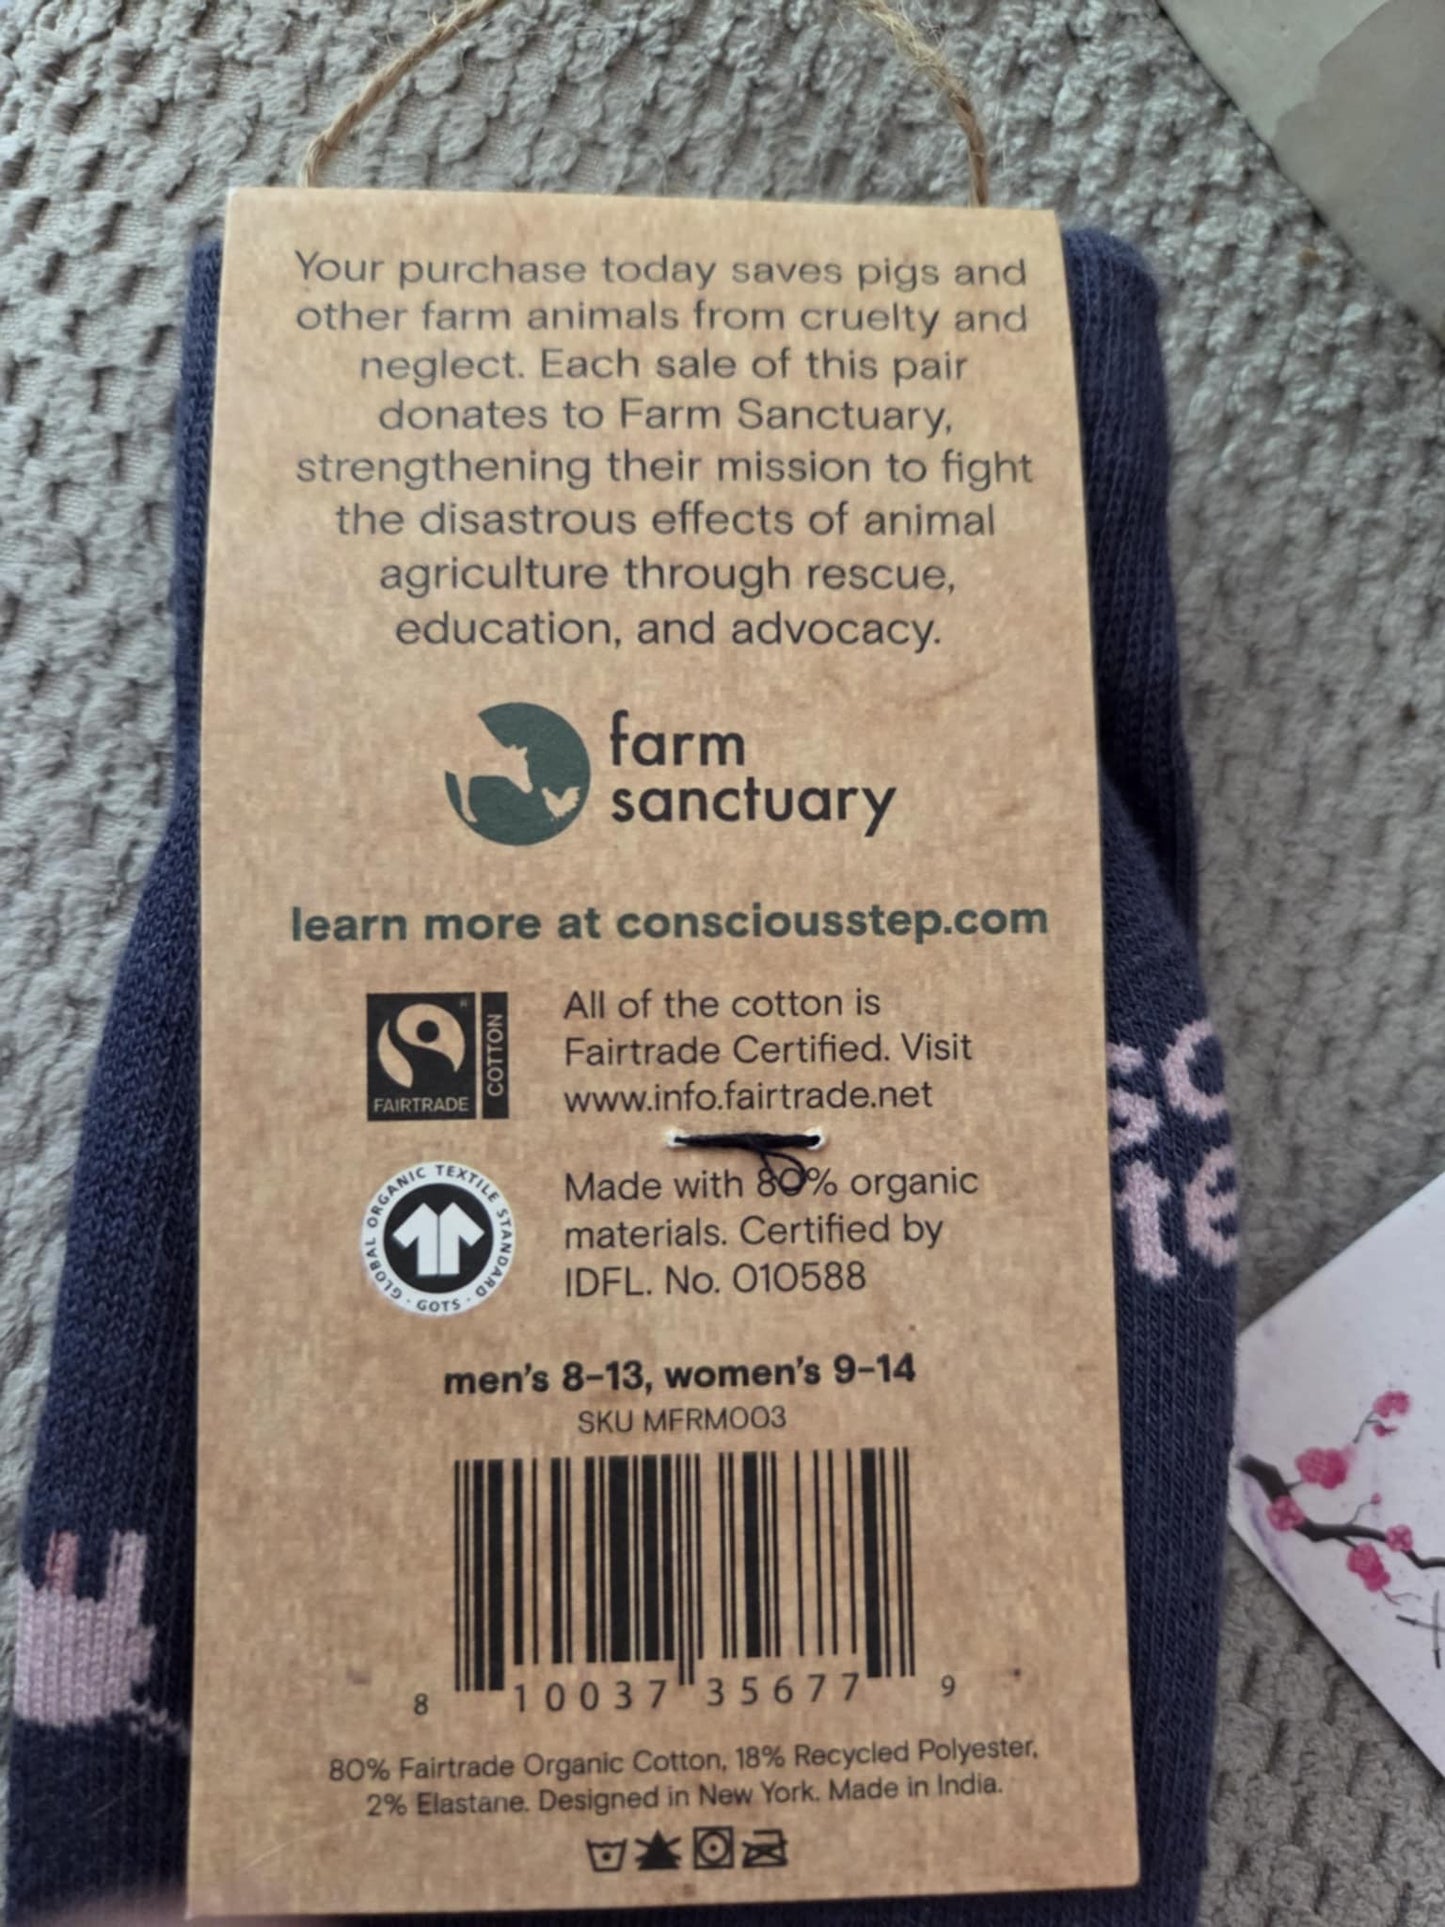 Your purchase today saves pigs and
other farm animals from cruelty and
neglect. Each sale of this pair
donates to Farm Sanctuary,
strengthening their mission to fight
the disastrous effects of animal
agriculture through rescue,
education, and advocacy.
farm
sanctuary
learn more at consciousstep.com
FAIRTRADE
COTTON
All of the cotton is
Fairtrade Certified. Visit
www.info.fairtrade.net
GLOBAL ORGANIC TEXTILE STANDARD · GOTS ·
Made with 80% organic
materials. Certified by
IDFL. No. 010588
men's 8–13, women's 9–14
SKU MFRM003
8 10037 35677 9
80% Fairtrade Organic Cotton, 18% Recycled Polyester,
2% Elastane. Designed in New York. Made in India.